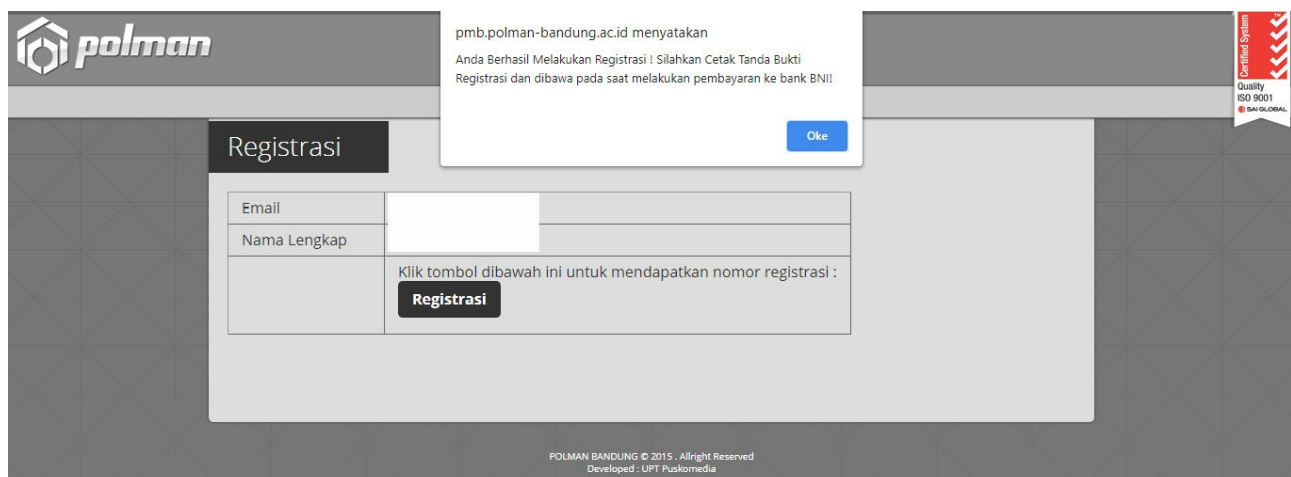 polman
pmb.polman-bandung.ac.id menyatakan
Anda Berhasil Melakukan Registrasi ! Silahkan Cetak Tanda Bukti
Registrasi dan dibawa pada saat melakukan pembayaran ke bank BNI!
Oke
Certified System
Quality
ISO 9001
SAI GLOBAL
Registrasi
Email
Nama Lengkap
Klik tombol dibawah ini untuk mendapatkan nomor registrasi :
Registrasi
POLMAN BANDUNG © 2015 . Allright Reserved
Developed : UPT Puskomedia